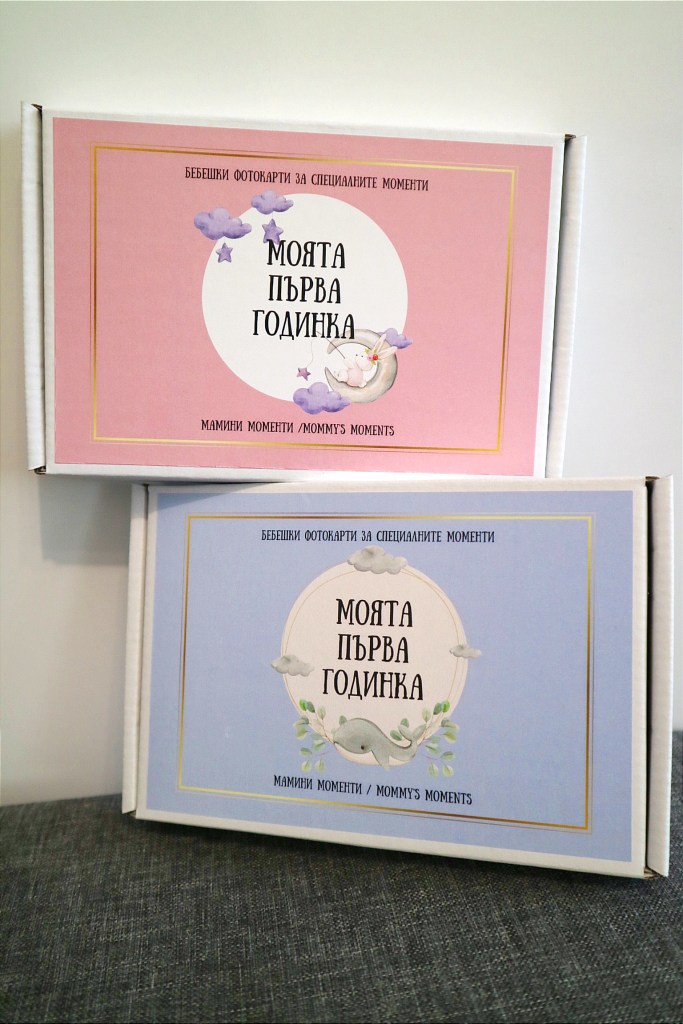 БЕБЕШКИ ФОТОКАРТИ ЗА СПЕЦИАЛНИТЕ МОМЕНТИ
МОЯТА
ПЪРВА
ГОДИНКА
МАМИНИ МОМЕНТИ /MOMMY'S MOMENTS
БЕБЕШКИ ФОТОКАРТИ ЗА СПЕЦИАЛНИТЕ МОМЕНТИ
МОЯТА
ПЪРВА
ГОДИНКА
МАМИНИ МОМЕНТИ / MOMMY'S MOMENTS